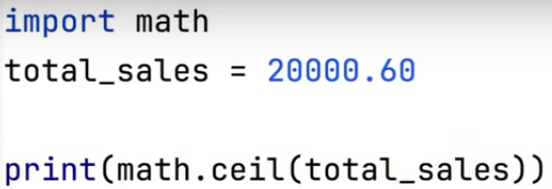 import math
total_sales = 20000.60
print(math.ceil(total_sales))